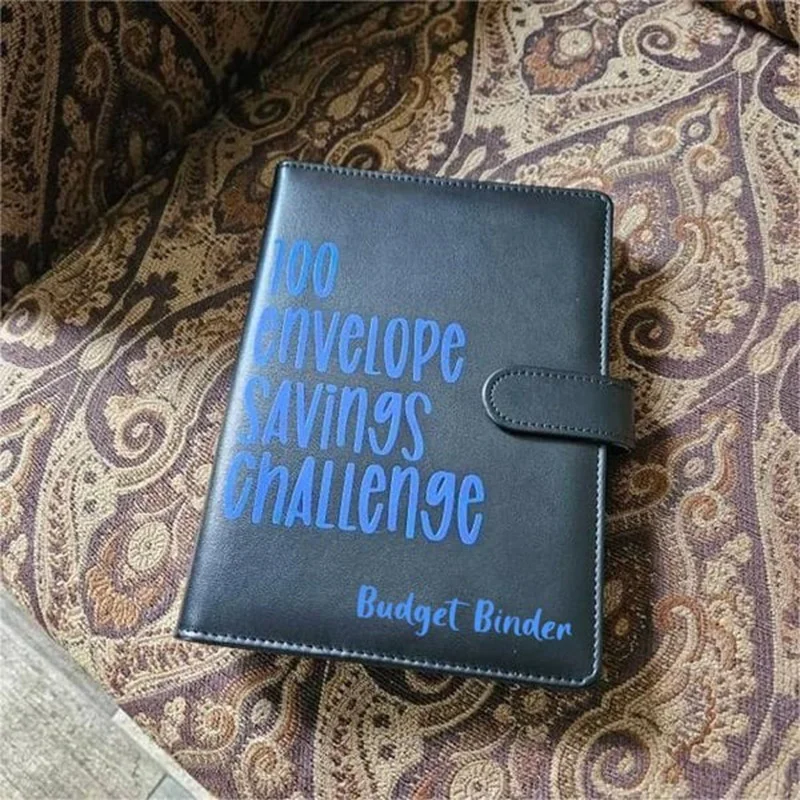 100
envelope
SAVings
cHALLenge
Budget Binder